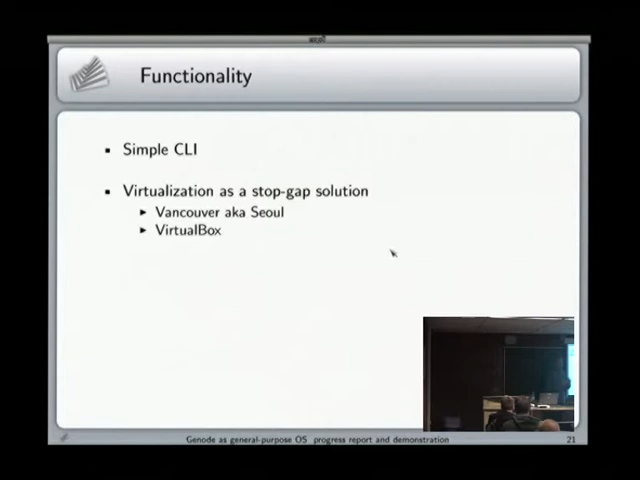 Functionality
Simple CLI
Virtualization as a stop-gap solution
Vancouver aka Seoul
VirtualBox
Genode as general-purpose OS progress report and demonstration
21